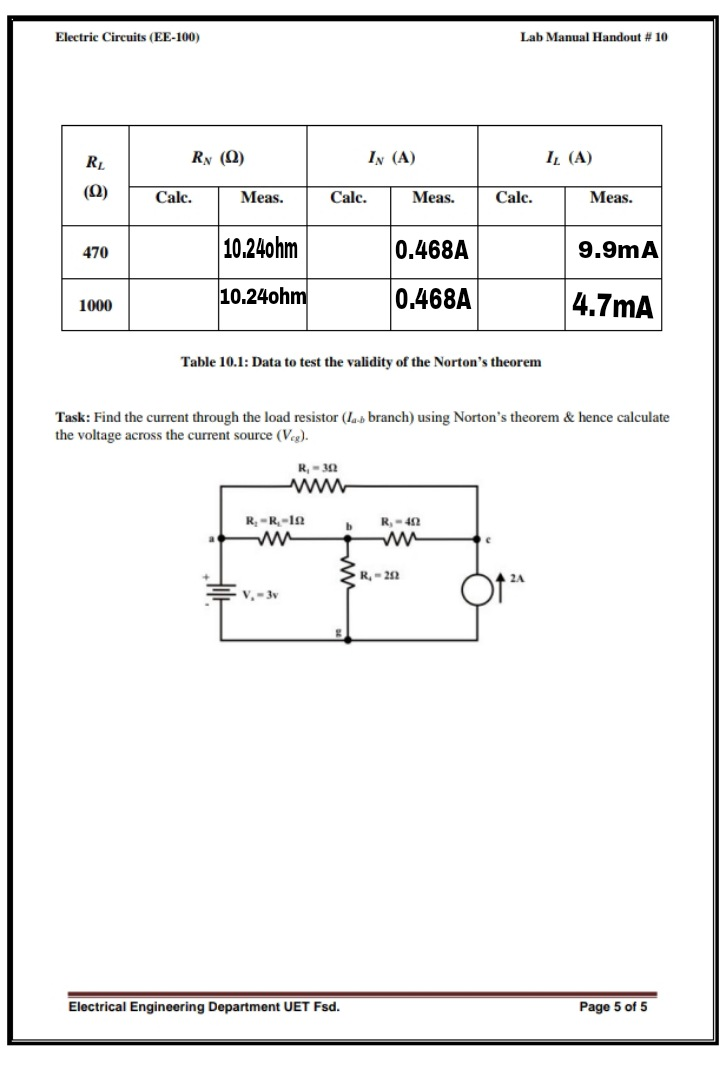 Electric Circuits (EE-100) Lab Manual Handout # 10
RL (Ω) RN (Ω) IN (A) IL (A)
Calc. Meas. Calc. Meas. Calc. Meas.
470 10.24ohm 0.468A 9.9mA
1000 10.24ohm 0.468A 4.7mA
Table 10.1: Data to test the validity of the Norton's theorem
Task: Find the current through the load resistor (Ia-b branch) using Norton's theorem & hence calculate
the voltage across the current source (Vcg).
R1 = 3Ω
R2 = RL=1Ω b R3 = 4Ω
a c
+ R4 = 2Ω 2A
- Vs = 3v
g
Electrical Engineering Department UET Fsd. Page 5 of 5